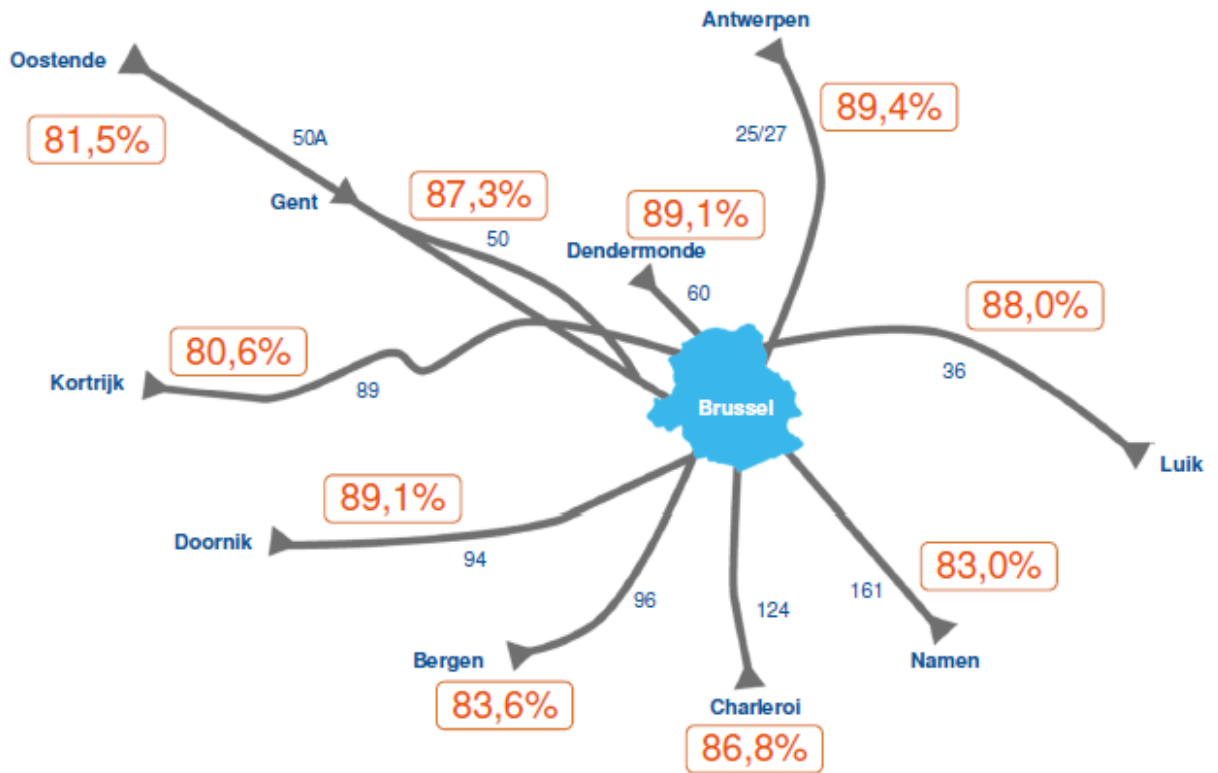 Antwerpen
Oostende
89,4%
81,5%
50A
25/27
Gent
87,3%
89,1%
50
Dendermonde
60
88,0%
80,6%
36
Kortrijk
89
Brussel
Luik
89,1%
Doornik
94
83,0%
161
96
124
Bergen
Namen
83,6%
Charleroi
86,8%